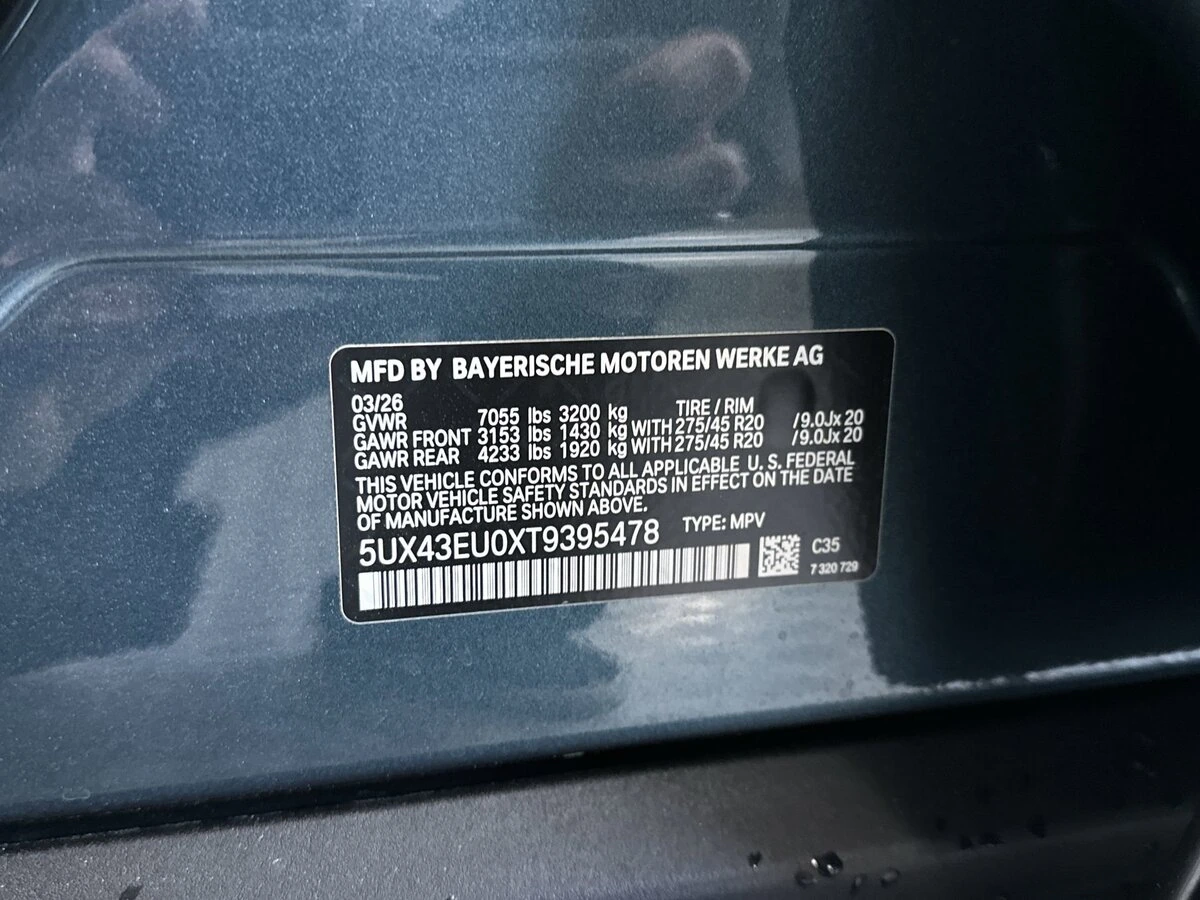 MFD BY BAYERISCHE MOTOREN WERKE AG
03/26 TIRE / RIM
GVWR 7055 lbs 3200 kg
GAWR FRONT 3153 lbs 1430 kg WITH 275/45 R20 /9.0Jx 20
GAWR REAR 4233 lbs 1920 kg WITH 275/45 R20 /9.0Jx 20
THIS VEHICLE CONFORMS TO ALL APPLICABLE U. S. FEDERAL
MOTOR VEHICLE SAFETY STANDARDS IN EFFECT ON THE DATE
OF MANUFACTURE SHOWN ABOVE.
5UX43EU0XT9395478 TYPE: MPV
C35
7 320 729